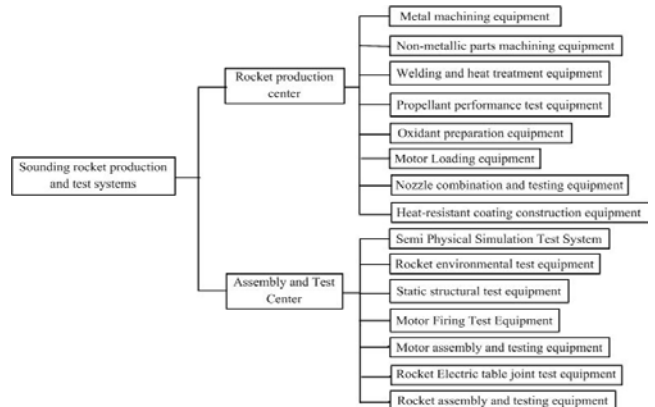 Sounding rocket production
and test systems
Rocket production
center
Metal machining equipment
Non-metallic parts machining equipment
Welding and heat treatment equipment
Propellant performance test equipment
Oxidant preparation equipment
Motor Loading equipment
Nozzle combination and testing equipment
Heat-resistant coating construction equipment
Assembly and Test
Center
Semi Physical Simulation Test System
Rocket environmental test equipment
Static structural test equipment
Motor Firing Test Equipment
Motor assembly and testing equipment
Rocket Electric table joint test equipment
Rocket assembly and testing equipment